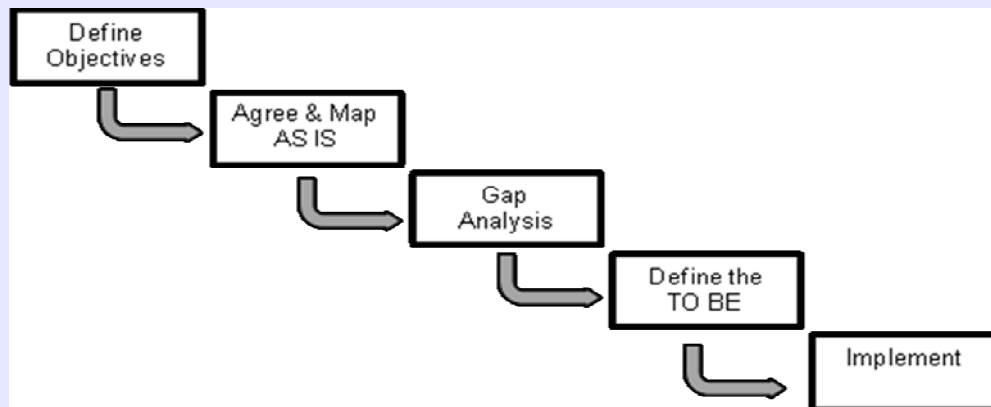 Define
Objectives
Agree & Map
AS IS
Gap
Analysis
Define the
TO BE
Implement